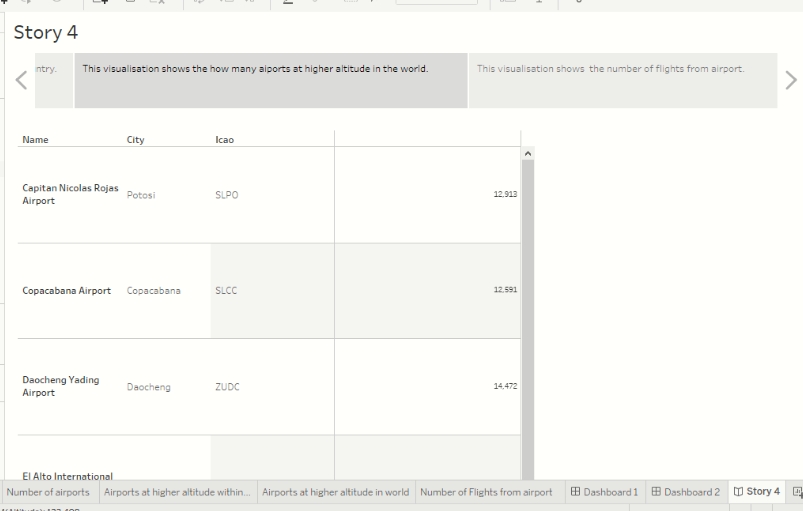 Story 4
ntry.
This visualisation shows the how many aiports at higher altitude in the world.
This visualisation shows the number of flights from airport.
Name City Icao
Capitan Nicolas Rojas Airport Potosi SLPO 12,913
Copacabana Airport Copacabana SLCC 12,591
Daocheng Yading Airport Daocheng ZUDC 14,472
El Alto International
Number of airports Airports at higher altitude within... Airports at higher altitude in world Number of Flights from airport Dashboard 1 Dashboard 2 Story 4